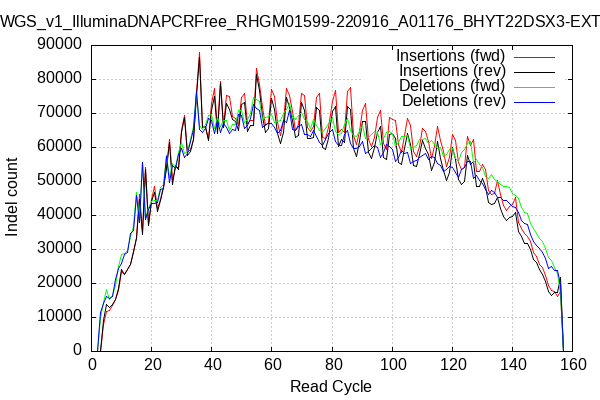 WGS_v1_IlluminaDNAPCRFree_RHGM01599-220916_A01176_BHYT22DSX3-EXT
Insertions (fwd)
Insertions (rev)
Deletions (fwd)
Deletions (rev)
Indel count
90000
80000
70000
60000
50000
40000
30000
20000
10000
0
0 20 40 60 80 100 120 140 160
Read Cycle